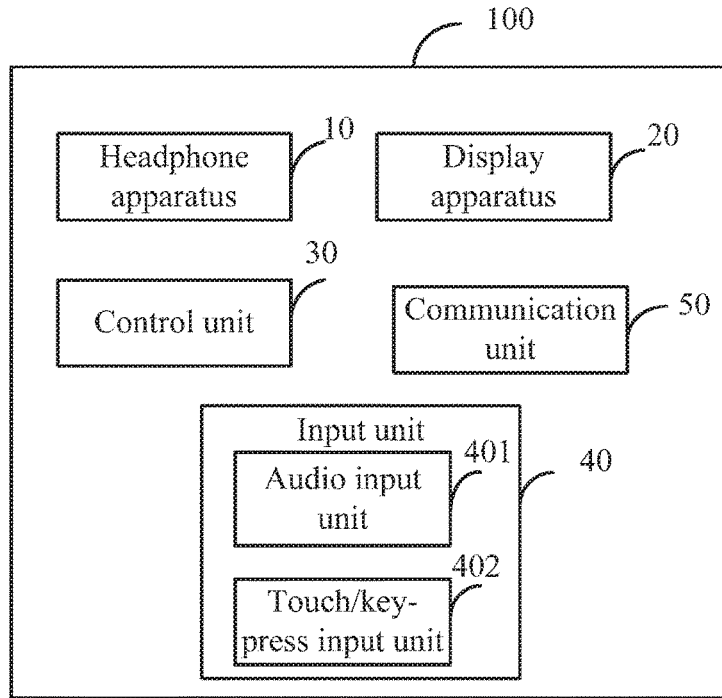 100
10
Headphone
apparatus
20
Display
apparatus
30
Control unit
50
Communication
unit
Input unit
40
401
Audio input
unit
402
Touch/key-
press input unit